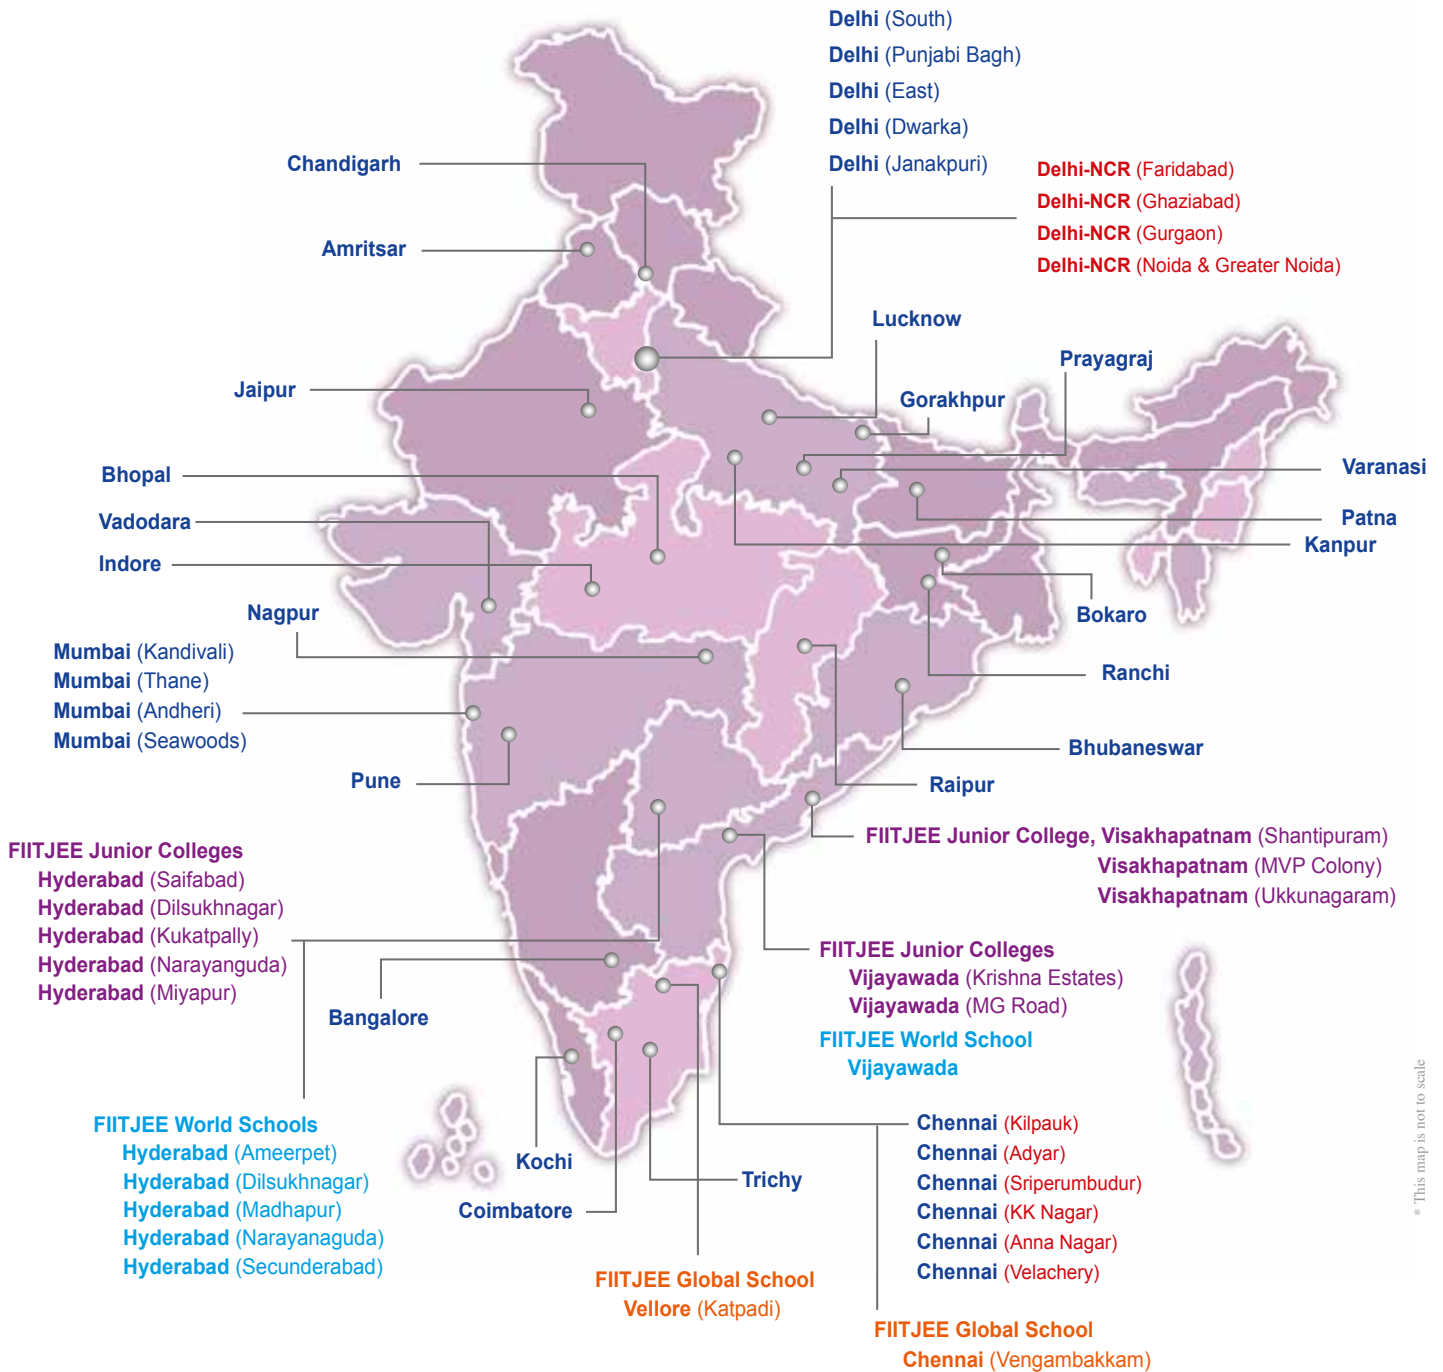 Delhi (South)
Delhi (Punjabi Bagh)
Delhi (East)
Delhi (Dwarka)
Delhi (Janakpuri)
Delhi-NCR (Faridabad)
Delhi-NCR (Ghaziabad)
Delhi-NCR (Gurgaon)
Delhi-NCR (Noida & Greater Noida)
Chandigarh
Amritsar
Lucknow
Prayagraj
Jaipur
Gorakhpur
Bhopal
Varanasi
Vadodara
Patna
Kanpur
Indore
Nagpur
Bokaro
Mumbai (Kandivali)
Mumbai (Thane)
Mumbai (Andheri)
Mumbai (Seawoods)
Ranchi
Bhubaneswar
Pune
Raipur
FIITJEE Junior Colleges
Hyderabad (Saifabad)
Hyderabad (Dilsukhnagar)
Hyderabad (Kukatpally)
Hyderabad (Narayanguda)
Hyderabad (Miyapur)
FIITJEE Junior College, Visakhapatnam (Shantipuram)
Visakhapatnam (MVP Colony)
Visakhapatnam (Ukkunagaram)
FIITJEE Junior Colleges
Vijayawada (Krishna Estates)
Vijayawada (MG Road)
FIITJEE World School
Vijayawada
Bangalore
FIITJEE World Schools
Hyderabad (Ameerpet)
Hyderabad (Dilsukhnagar)
Hyderabad (Madhapur)
Hyderabad (Narayanaguda)
Hyderabad (Secunderabad)
Kochi
Coimbatore
Trichy
Chennai (Kilpauk)
Chennai (Adyar)
Chennai (Sriperumbudur)
Chennai (KK Nagar)
Chennai (Anna Nagar)
Chennai (Velachery)
FIITJEE Global School
Vellore (Katpadi)
FIITJEE Global School
Chennai (Vengambakkam)
* This map is not to scale